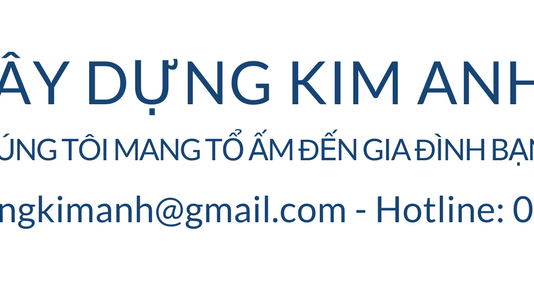 ÂY DỰNG KIM ANH
ÚNG TÔI MANG TỔ ẤM ĐẾN GIA ĐÌNH BẠN
ngkimanh@gmail.com - Hotline: 0